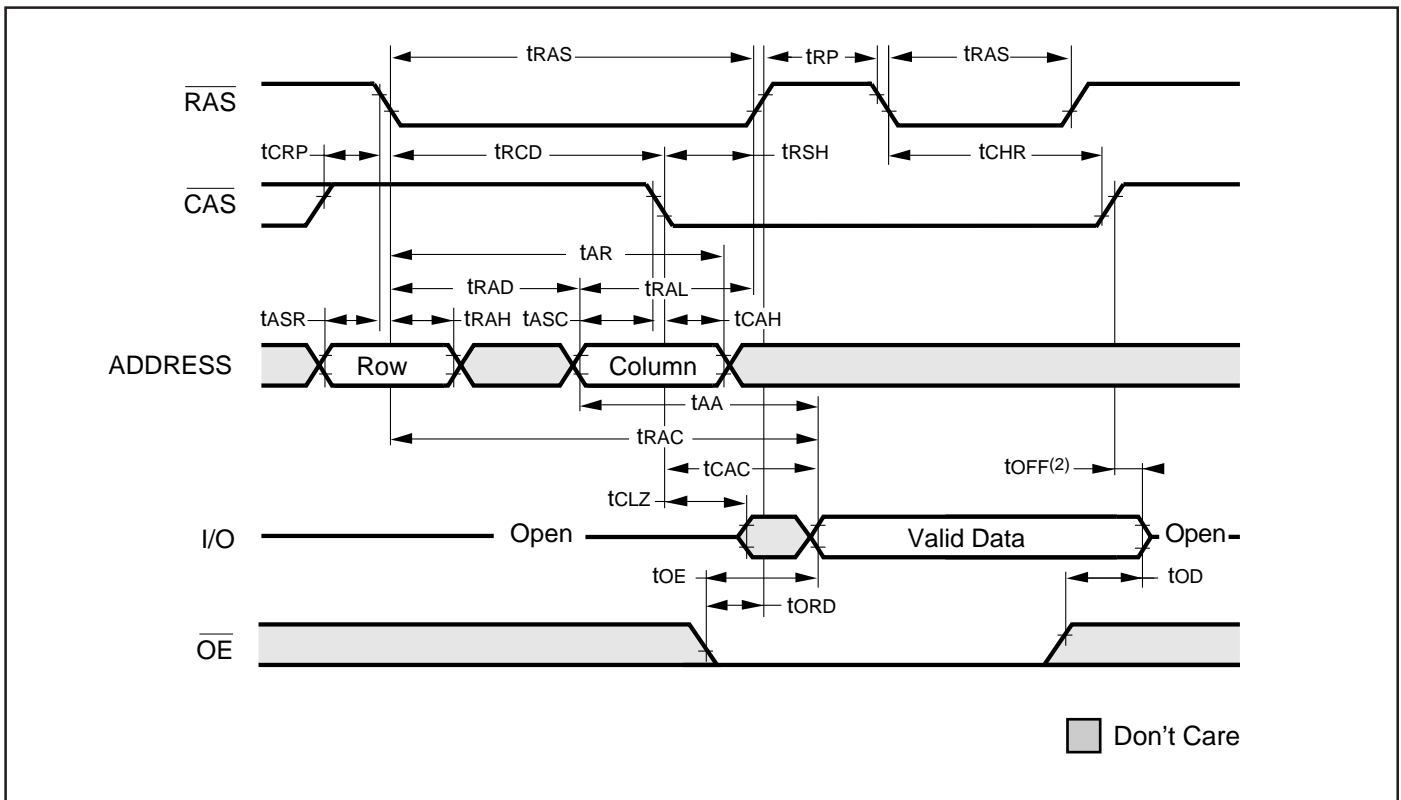 tRAS tRP tRAS
RAS
tCRP tRCD tRSH tCHR
CAS
tAR
tRAD tRAL
tASR tRAH tASC tCAH
ADDRESS Row Column
tAA
tRAC
tCAC tOFF(2)
tCLZ
I/O Open Valid Data Open
tOE tOD
tORD
OE
Don't Care